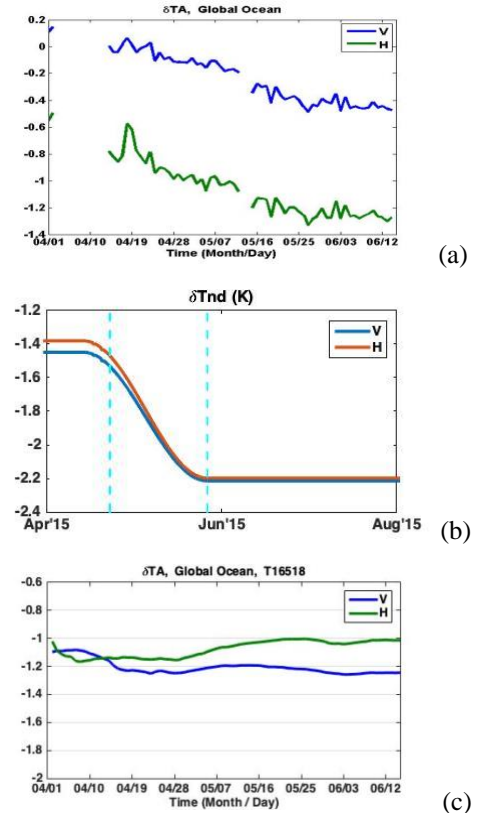 δTA, Global Ocean
V
H
0.2
0
-0.2
-0.4
-0.6
-0.8
-1
-1.2
-1.4
04/01 04/10 04/19 04/28 05/07 05/16 05/25 06/03 06/12
Time (Month/Day)
(a)
δTnd (K)
V
H
-1.2
-1.4
-1.6
-1.8
-2
-2.2
-2.4
Apr'15 Jun'15 Aug'15
(b)
δTA, Global Ocean, T16518
V
H
-0.6
-0.8
-1
-1.2
-1.4
-1.6
-1.8
-2
04/01 04/10 04/19 04/28 05/07 05/16 05/25 06/03 06/12
Time (Month / Day)
(c)